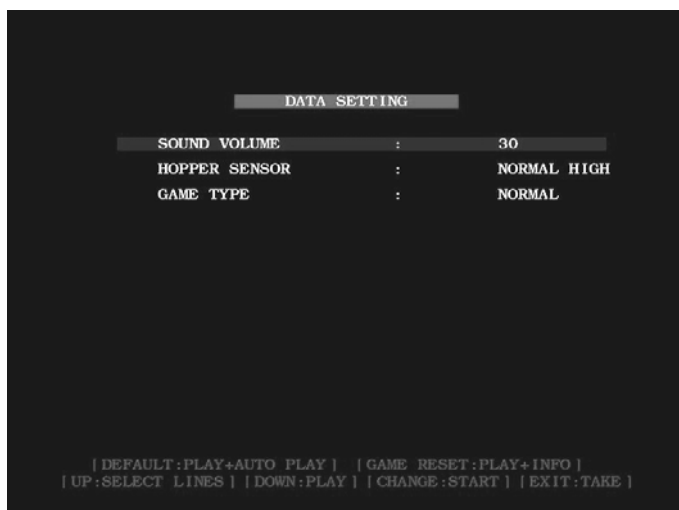 DATA SETTING
SOUND VOLUME : 30
HOPPER SENSOR : NORMAL HIGH
GAME TYPE : NORMAL
[DEFAULT:PLAY+AUTO PLAY] [GAME RESET:PLAY+INFO]
[UP:SELECT LINES] [DOWN:PLAY] [CHANGE:START] [EXIT:TAKE]